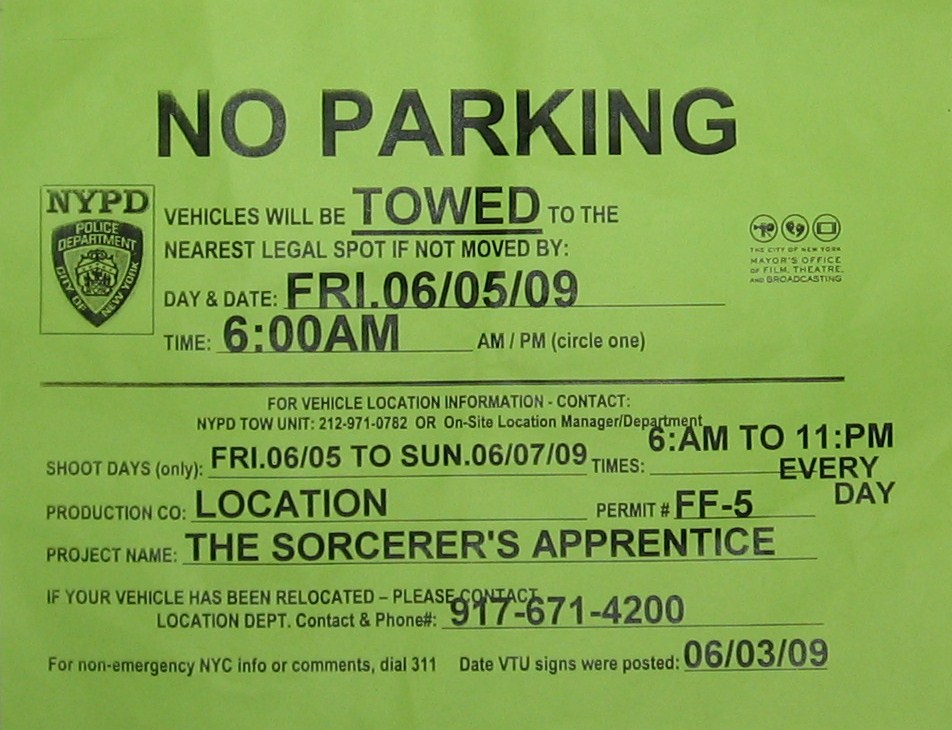 NO PARKING
NYPD
POLICE
DEPARTMENT
CITY OF NEW YORK
VEHICLES WILL BE TOWED TO THE
NEAREST LEGAL SPOT IF NOT MOVED BY:
DAY & DATE: FRI.06/05/09
TIME: 6:00AM AM / PM (circle one)
THE CITY OF NEW YORK
MAYOR'S OFFICE
OF FILM, THEATRE,
AND BROADCASTING
FOR VEHICLE LOCATION INFORMATION - CONTACT:
NYPD TOW UNIT: 212-971-0782 OR On-Site Location Manager/Department
SHOOT DAYS (only): FRI.06/05 TO SUN.06/07/09 TIMES: 6:AM TO 11:PM
EVERY
DAY
PRODUCTION CO: LOCATION PERMIT # FF-5
PROJECT NAME: THE SORCERER'S APPRENTICE
IF YOUR VEHICLE HAS BEEN RELOCATED – PLEASE CONTACT
LOCATION DEPT. Contact & Phone#: 917-671-4200
For non-emergency NYC info or comments, dial 311 Date VTU signs were posted: 06/03/09